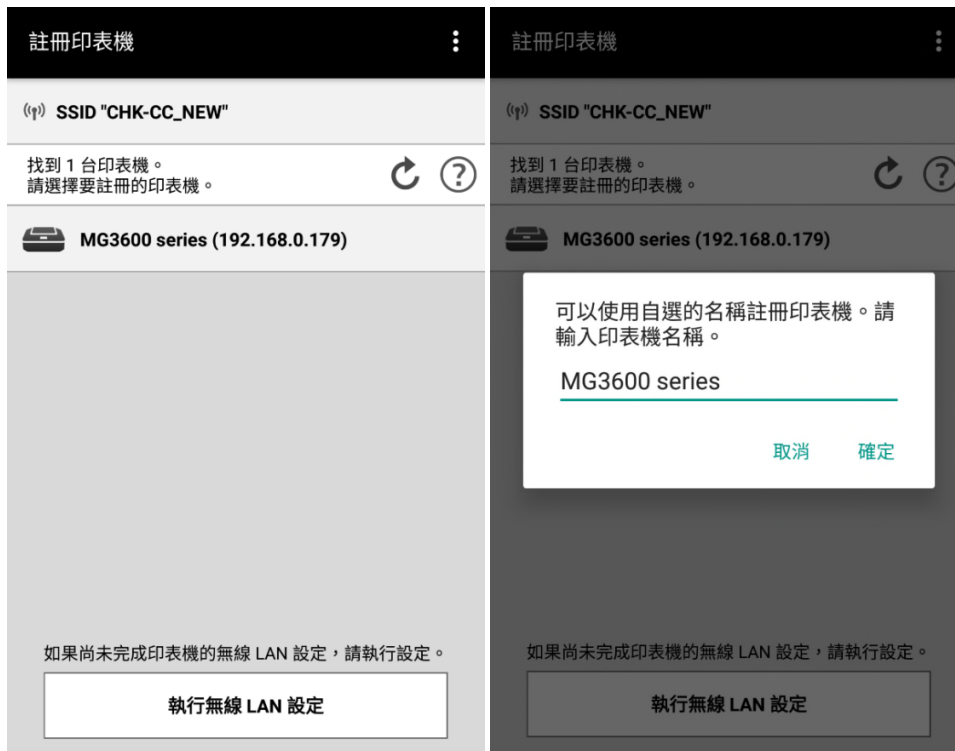 註冊印表機
SSID "CHK-CC_NEW"
找到 1 台印表機。
請選擇要註冊的印表機。
MG3600 series (192.168.0.179)
如果尚未完成印表機的無線 LAN 設定，請執行設定。
執行無線 LAN 設定
註冊印表機
SSID "CHK-CC_NEW"
找到 1 台印表機。
請選擇要註冊的印表機。
MG3600 series (192.168.0.179)
可以使用自選的名稱註冊印表機。請
輸入印表機名稱。
MG3600 series
取消 確定
如果尚未完成印表機的無線 LAN 設定，請執行設定。
執行無線 LAN 設定